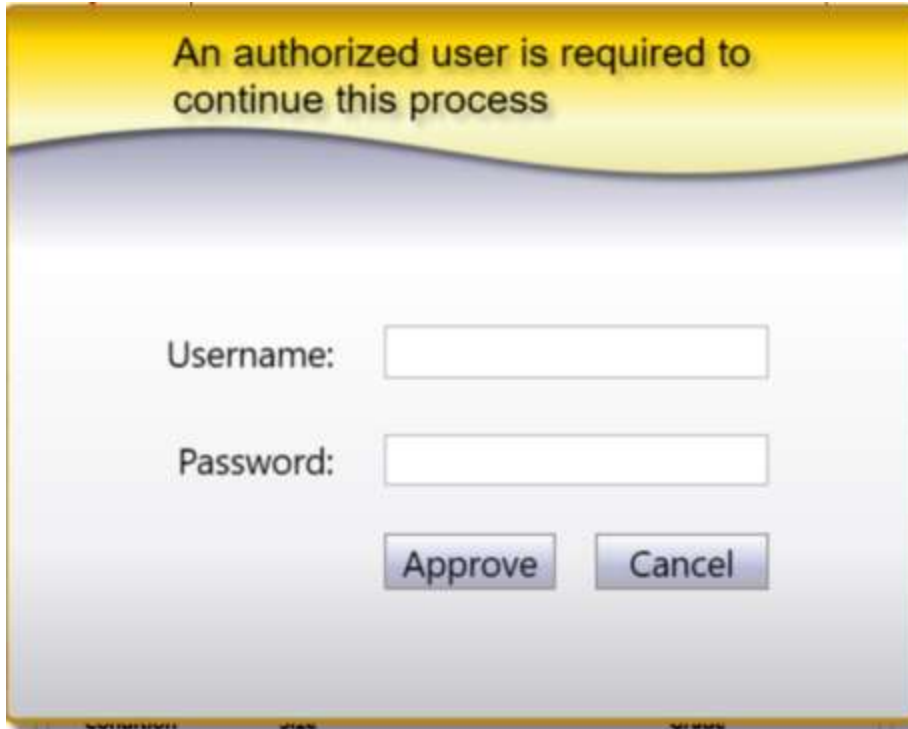 An authorized user is required to
continue this process
Username:
Password:
Approve Cancel